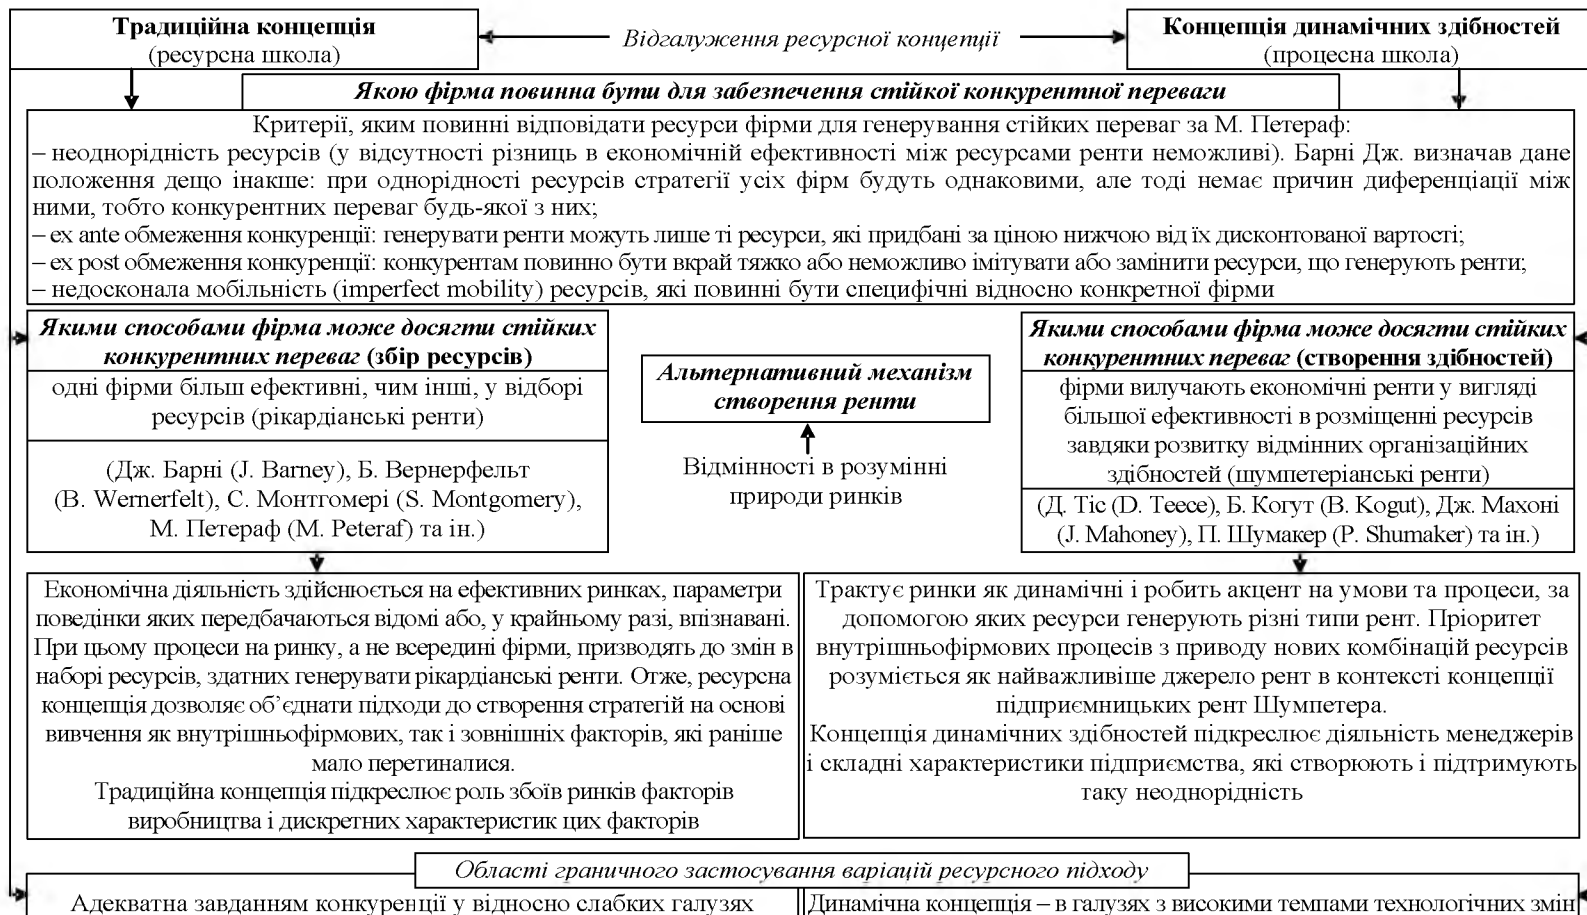 Традиційна концепція
(ресурсна школа)
Відгалуження ресурсної концепції
Концепція динамічних здібностей
(процесна школа)
Якою фірма повинна бути для забезпечення стійкої конкурентної переваги
Критерії, яким повинні відповідати ресурси фірми для генерування стійких переваг за М. Петераф:
– неоднорідність ресурсів (у відсутності різниць в економічній ефективності між ресурсами ренти неможливі). Барні Дж. визначав дане
положення дещо інакше: при однорідності ресурсів стратегії усіх фірм будуть однаковими, але тоді немає причин диференціації між
ними, тобто конкурентних переваг будь-якої з них;
– ex ante обмеження конкуренції: генерувати ренти можуть лише ті ресурси, які придбані за ціною нижчою від їх дисконтованої вартості;
– ex post обмеження конкуренції: конкурентам повинно бути вкрай тяжко або неможливо імітувати або замінити ресурси, що генерують ренти;
– недосконала мобільність (imperfect mobility) ресурсів, які повинні бути специфічні відносно конкретної фірми
Якими способами фірма може досягти стійких
конкурентних переваг (збір ресурсів)
одні фірми більш ефективні, чим інші, у відборі
ресурсів (рікардіанські ренти)
(Дж. Барні (J. Barney), Б. Вернерфельт
(B. Wernerfelt), С. Монтгомері (S. Montgomery),
М. Петераф (M. Peteraf) та ін.)
Альтернативний механізм
створення ренти
Відмінності в розумінні
природи ринків
Якими способами фірма може досягти стійких
конкурентних переваг (створення здібностей)
фірми вилучають економічні ренти у вигляді
більшої ефективності в розміщенні ресурсів
завдяки розвитку відмінних організаційних
здібностей (шумпетеріанські ренти)
(Д. Тіс (D. Teece), Б. Когут (B. Kogut), Дж. Махоні
(J. Mahoney), П. Шумакер (P. Shumaker) та ін.)
Економічна діяльність здійснюється на ефективних ринках, параметри
поведінки яких передбачаються відомі або, у крайньому разі, впізнавані.
При цьому процеси на ринку, а не всередині фірми, призводять до змін в
наборі ресурсів, здатних генерувати рікардіанські ренти. Отже, ресурсна
концепція дозволяє об’єднати підходи до створення стратегій на основі
вивчення як внутрішньофірмових, так і зовнішніх факторів, які раніше
мало перетиналися.
Традиційна концепція підкреслює роль збоїв ринків факторів
виробництва і дискретних характеристик цих факторів
Трактує ринки як динамічні і робить акцент на умови та процеси, за
допомогою яких ресурси генерують різні типи рент. Пріоритет
внутрішньофірмових процесів з приводу нових комбінацій ресурсів
розуміється як найважливіше джерело рент в контексті концепції
підприємницьких рент Шумпетера.
Концепція динамічних здібностей підкреслює діяльність менеджерів
і складні характеристики підприємства, які створюють і підтримують
таку неоднорідність
Області граничного застосування варіацій ресурсного підходу
Адекватна завданням конкуренції у відносно слабких галузях
Динамічна концепція – в галузях з високими темпами технологічних змін